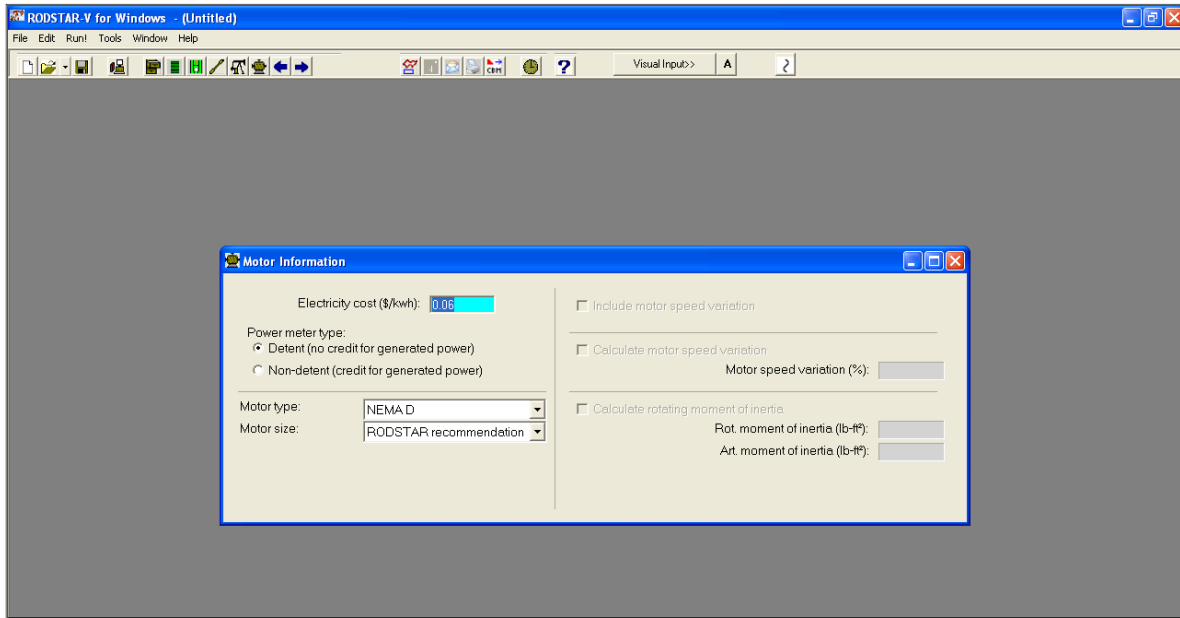 RODSTAR-V for Windows - (Untitled)
File Edit Run! Tools Window Help
CBM ? Visual Input>> A
Motor Information
Electricity cost ($/kwh): 0.06
Power meter type:
Detent (no credit for generated power)
Non-detent (credit for generated power)
Motor type: NEMA D
Motor size: RODSTAR recommendation
Include motor speed variation
Calculate motor speed variation
Motor speed variation (%):
Calculate rotating moment of inertia
Rot. moment of inertia (lb-ft²):
Art. moment of inertia (lb-ft²):